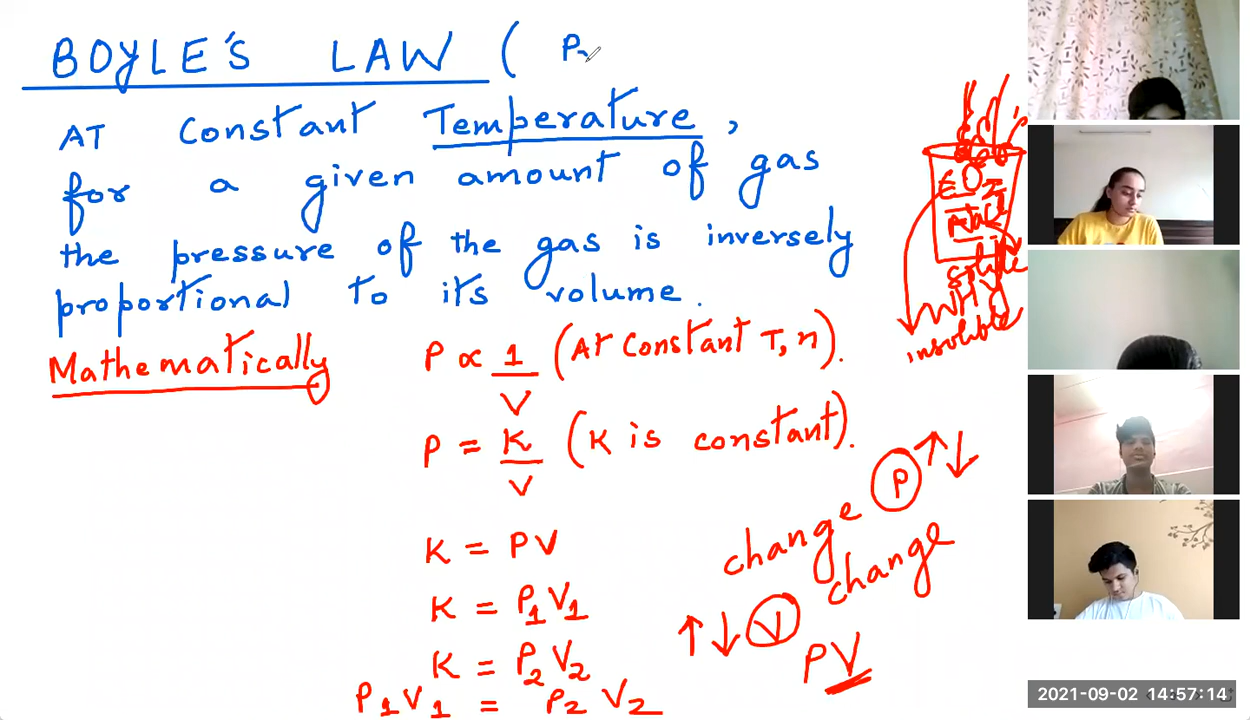 BOYLE'S LAW ( P
AT constant Temperature,
for a given amount of gas
the pressure of the gas is inversely
proportional to its volume.
Mathematically
P ∝ 1/V (At constant T, n).
P = K/V (K is constant).
K = PV
K = P₁V₁
K = P₂V₂
P₁V₁ = P₂V₂
change P ↑↓
change
↑↓ V
PV
insoluble
2021-09-02 14:57:14